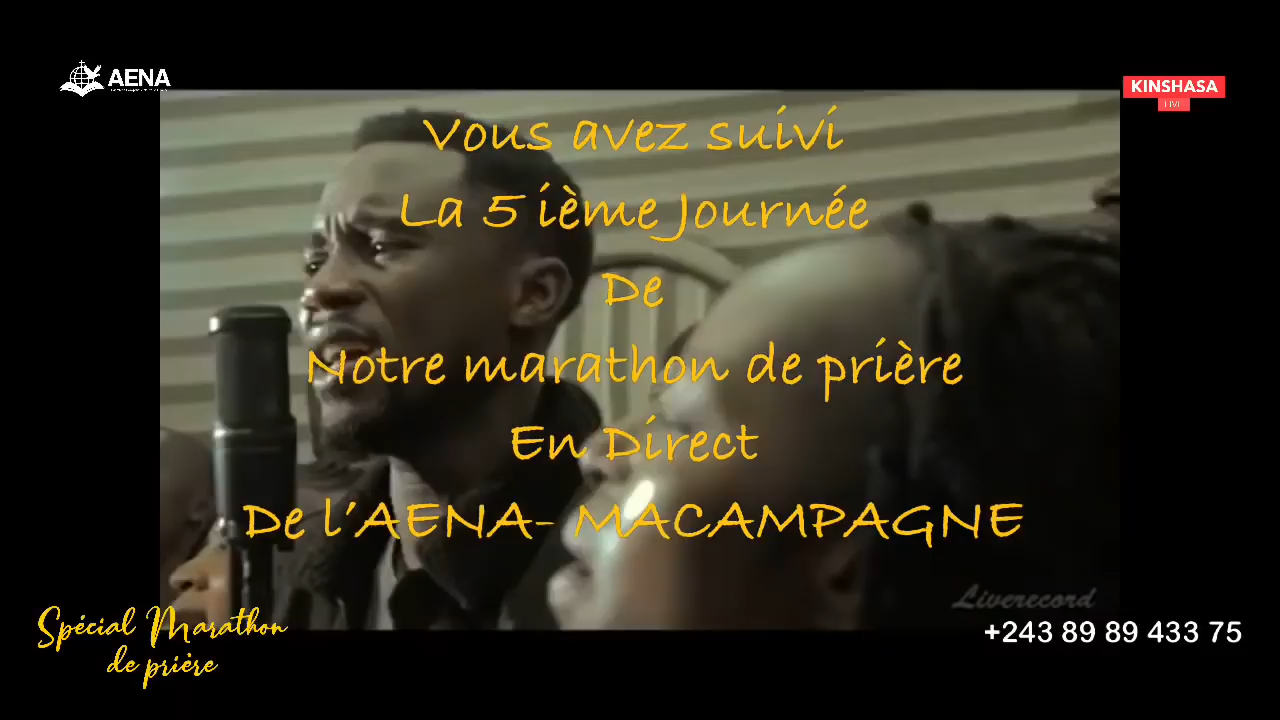 AENA
KINSHASA
LIVE
Vous avez suivi
La 5 ième Journée
De
Notre marathon de prière
En Direct
De l'AENA- MACAMPAGNE
Liverecord
Spécial Marathon
de prière
+243 89 89 433 75